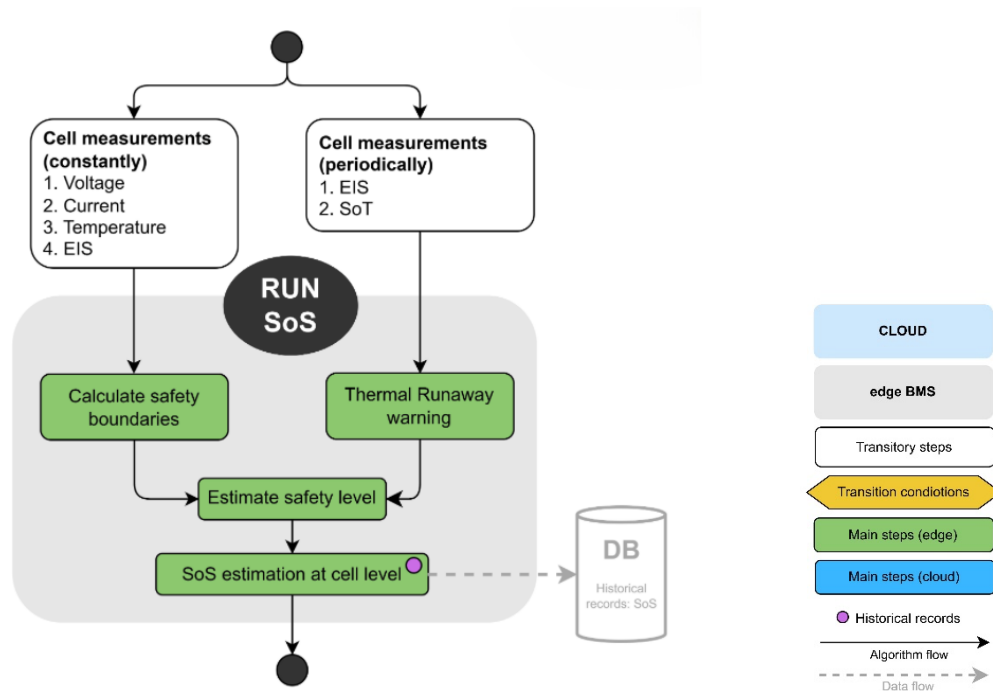 Cell measurements
(constantly)
1. Voltage
2. Current
3. Temperature
4. EIS
Cell measurements
(periodically)
1. EIS
2. SoT
RUN
SoS
Calculate safety
boundaries
Thermal Runaway
warning
Estimate safety level
SoS estimation at cell level
DB
Historical
records: SoS
CLOUD
edge BMS
Transitory steps
Transition condiotions
Main steps (edge)
Main steps (cloud)
Historical records
Algorithm flow
Data flow